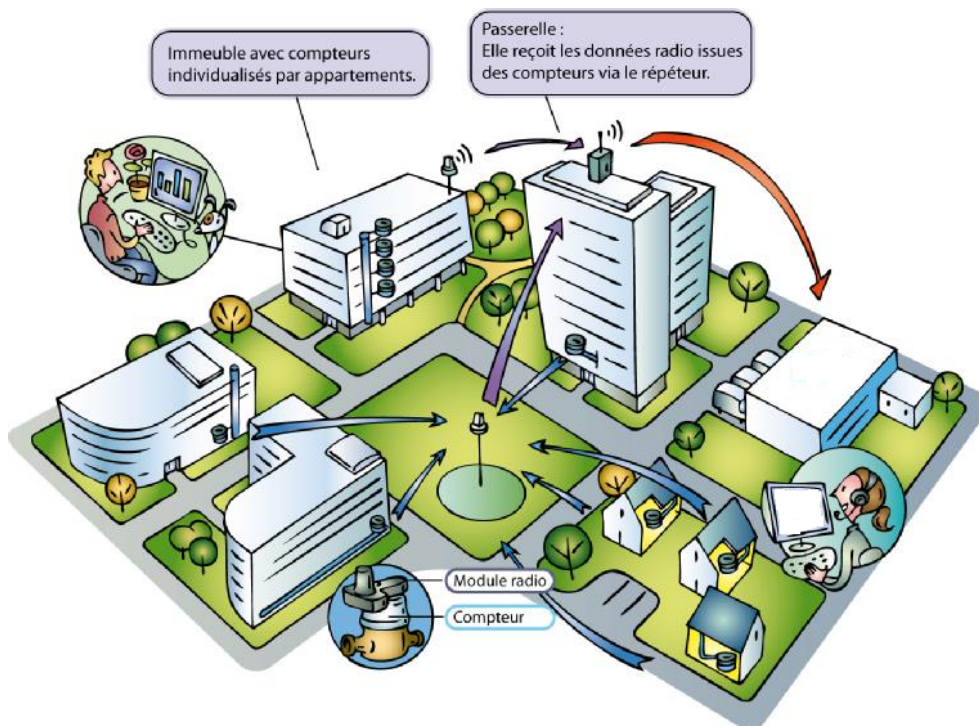 Immeuble avec compteurs
individualisés par appartements.
Passerelle :
Elle reçoit les données radio issues
des compteurs via le répéteur.
Module radio
Compteur